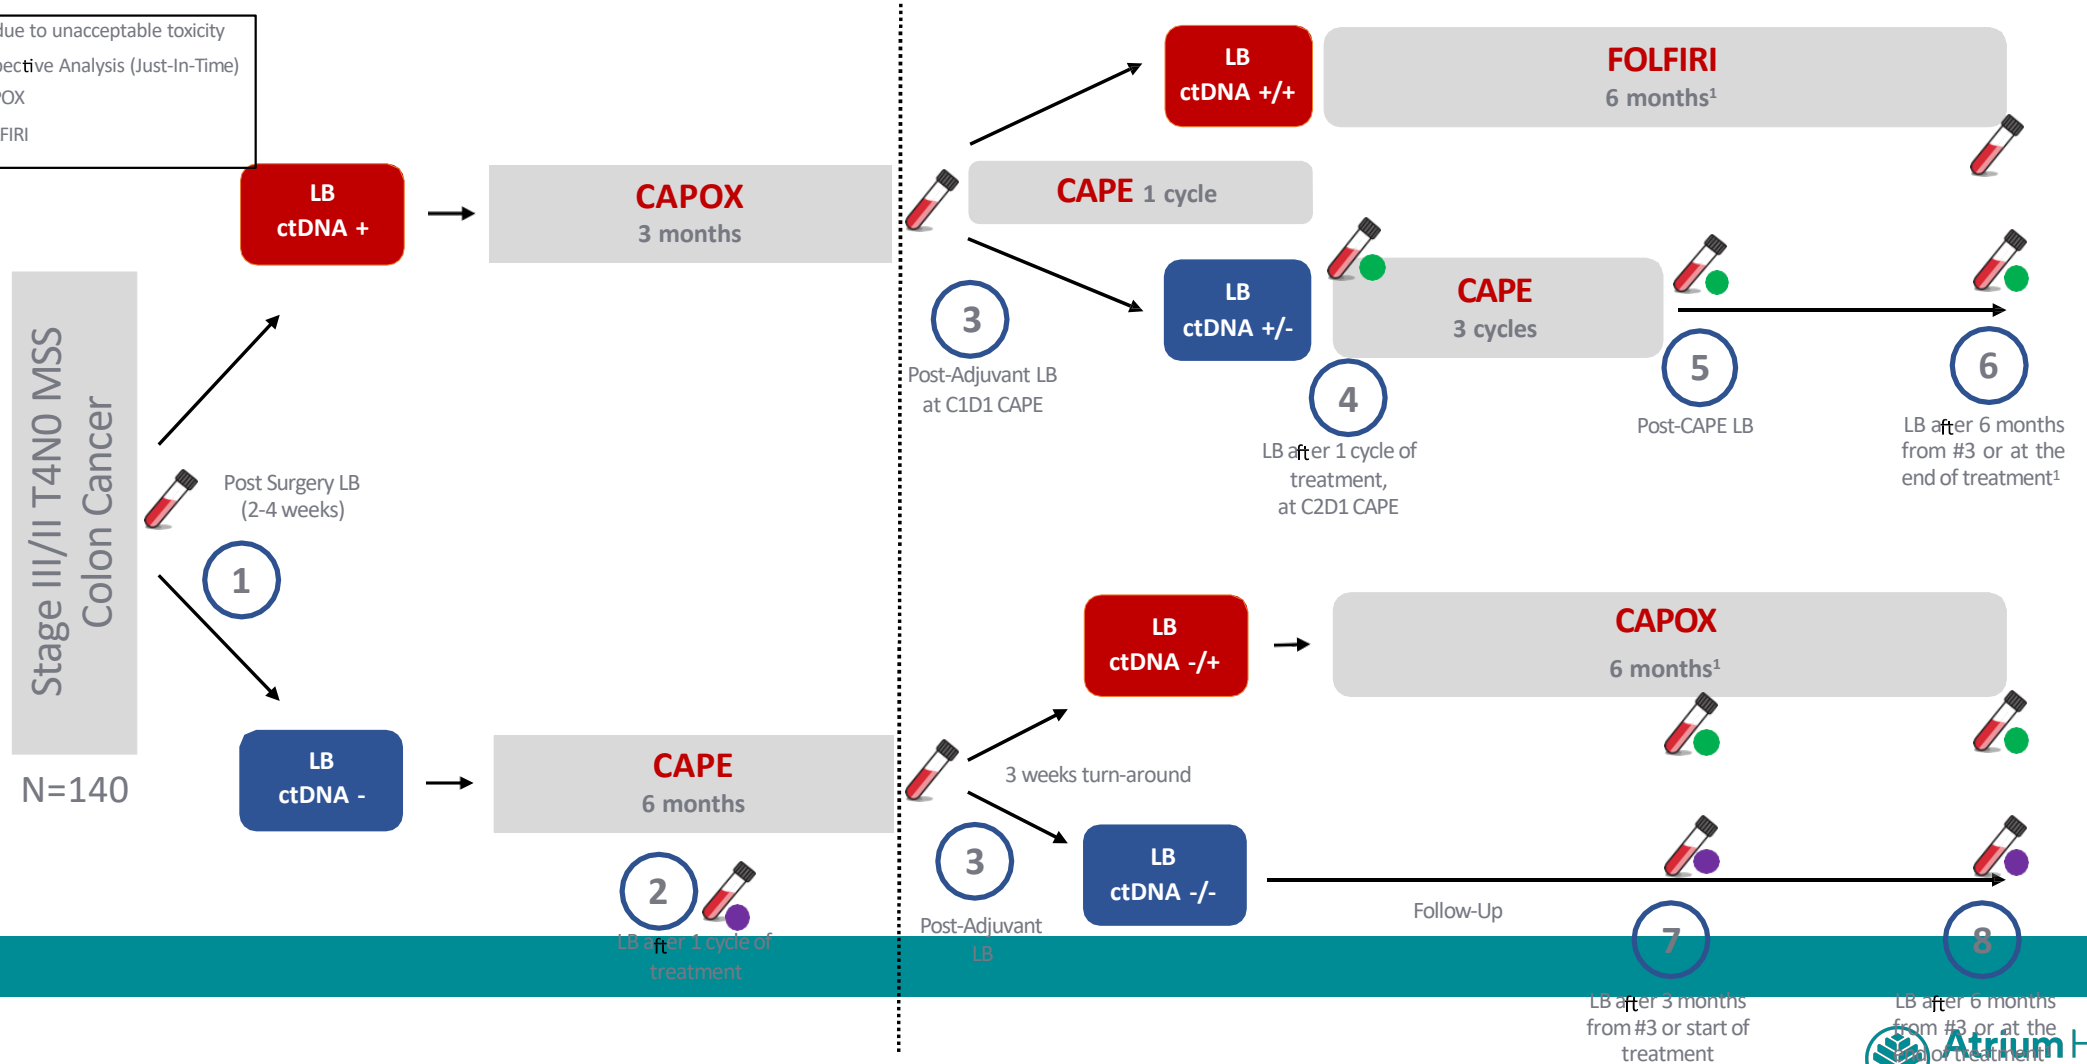 due to unacceptable toxicity
pective Analysis (Just-In-Time)
POX
FIRI
Stage III/II T4N0 MSS
Colon Cancer
N=140
Post Surgery LB
(2-4 weeks)
1
LB
ctDNA +
CAPOX
3 months
LB
ctDNA -
CAPE
6 months
2
LB after 1 cycle of
treatment
3
Post-Adjuvant LB
at C1D1 CAPE
LB
ctDNA +/+
FOLFIRI
6 months¹
CAPE 1 cycle
LB
ctDNA +/-
CAPE
3 cycles
4
LB after 1 cycle of
treatment,
at C2D1 CAPE
5
Post-CAPE LB
6
LB after 6 months
from #3 or at the
end of treatment¹
3
Post-Adjuvant
LB
3 weeks turn-around
LB
ctDNA -/+
CAPOX
6 months¹
LB
ctDNA -/-
Follow-Up
7
LB after 3 months
from #3 or start of
treatment
8
LB after 6 months
from #3 or at the
end of treatment
Atrium H